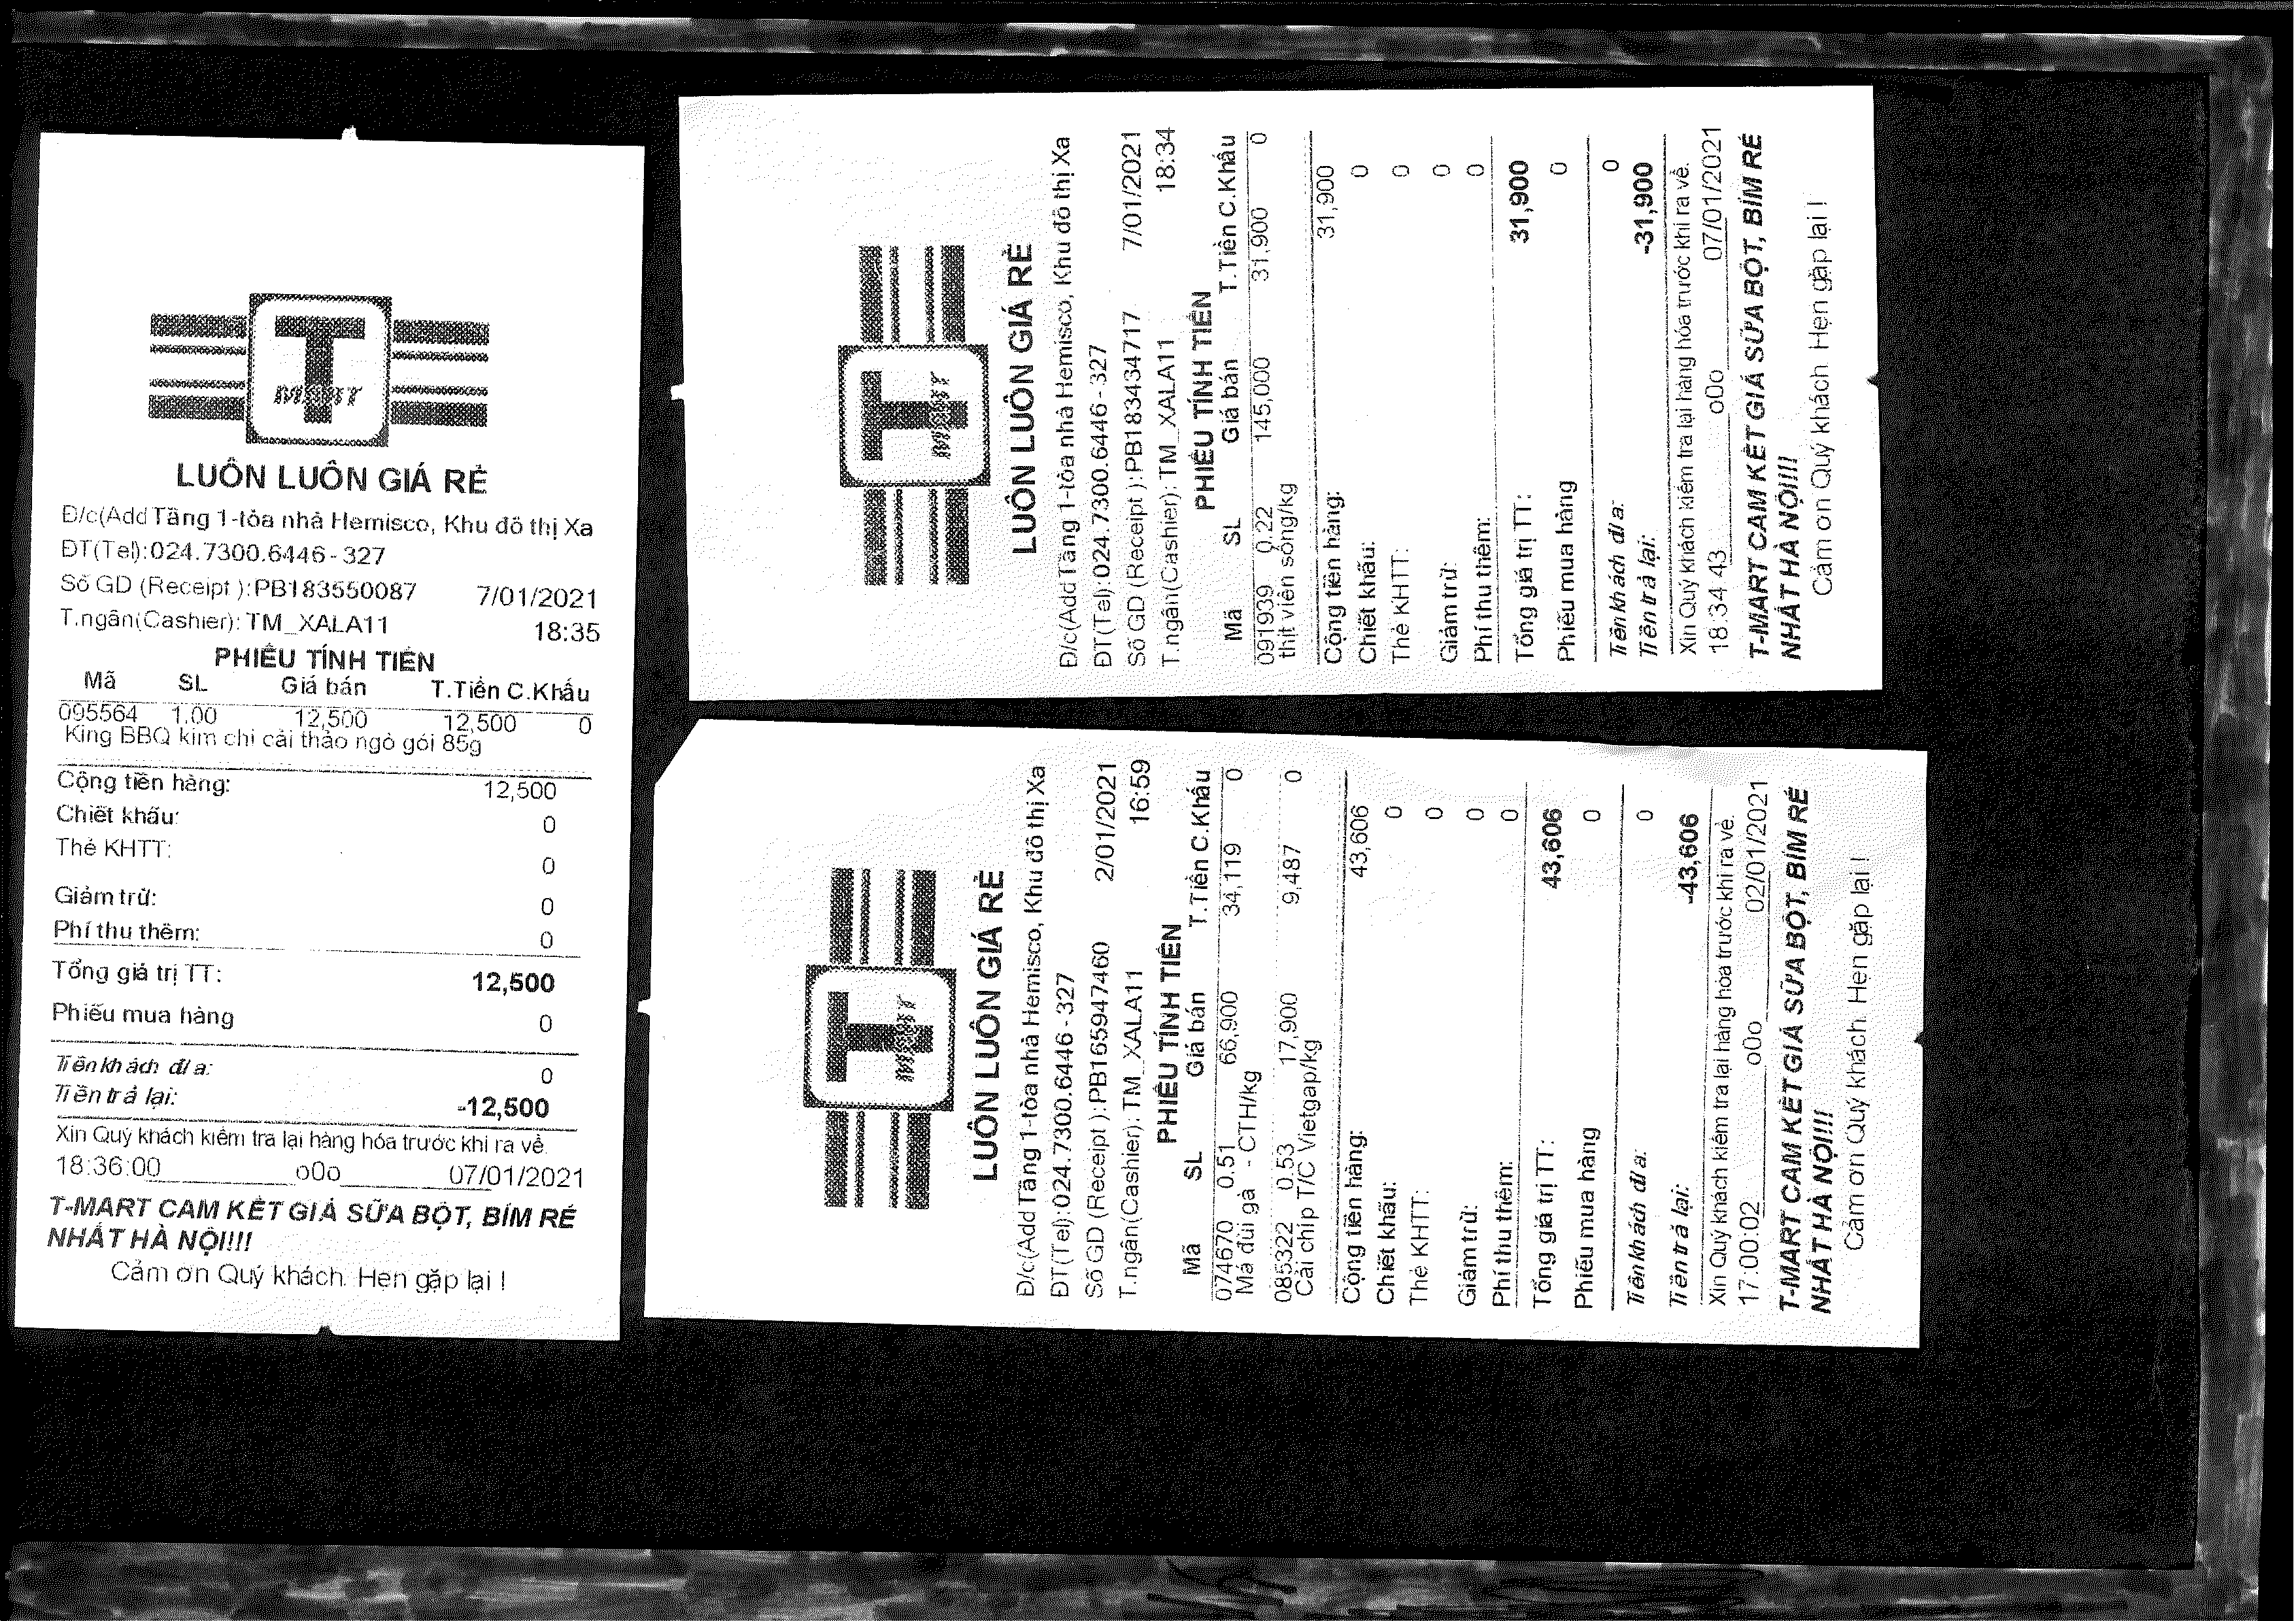 T
MART
LUÔN LUÔN GIÁ RẺ
Đ/c(Add Tầng 1-tòa nhà Hemisco, Khu đô thị Xa
ĐT(Tel):024.7300.6446 - 327
Số GD (Receipt ):PB183550087 7/01/2021
T.ngân(Cashier): TM_XALA11 18:35
PHIẾU TÍNH TIỀN
Mã SL Giá bán T.Tiền C.Khấu
095564 1.00 12,500 12,500 0
King BBQ kim chi cải thảo ngò gói 85g
Cộng tiền hàng: 12,500
Chiết khấu: 0
Thẻ KHTT: 0
Giảm trừ: 0
Phí thu thêm: 0
Tổng giá trị TT: 12,500
Phiếu mua hàng 0
Tiền khách đưa: 0
Tiền trả lại: -12,500
Xin Quý khách kiểm tra lại hàng hóa trước khi ra về.
18:36:00 o0o 07/01/2021
T-MART CAM KẾT GIÁ SỮA BỘT, BỈM RẺ
NHẤT HÀ NỘI!!!
Cảm ơn Quý khách. Hẹn gặp lại !
T
MART
LUÔN LUÔN GIÁ RẺ
Đ/c(Add Tầng 1-tòa nhà Hemisco, Khu đô thị Xa
ĐT(Tel):024.7300.6446 - 327
Số GD (Receipt ):PB183434717 7/01/2021
T.ngân(Cashier): TM_XALA11 18:34
PHIẾU TÍNH TIỀN
Mã SL Giá bán T.Tiền C.Khấu
091939 0.22 145,000 31,900 0
thịt viên sống/kg
Cộng tiền hàng: 31,900
Chiết khấu: 0
Thẻ KHTT: 0
Giảm trừ: 0
Phí thu thêm: 0
Tổng giá trị TT: 31,900
Phiếu mua hàng 0
Tiền khách đưa: 0
Tiền trả lại: -31,900
Xin Quý khách kiểm tra lại hàng hóa trước khi ra về.
18:34:43 o0o 07/01/2021
T-MART CAM KẾT GIÁ SỮA BỘT, BỈM RẺ
NHẤT HÀ NỘI!!!
Cảm ơn Quý khách. Hẹn gặp lại !
T
MART
LUÔN LUÔN GIÁ RẺ
Đ/c(Add Tầng 1-tòa nhà Hemisco, Khu đô thị Xa
ĐT(Tel):024.7300.6446 - 327
Số GD (Receipt ):PB165947460 2/01/2021
T.ngân(Cashier): TM_XALA11 16:59
PHIẾU TÍNH TIỀN
Mã SL Giá bán T.Tiền C.Khấu
074670 0.51 66,900 34,119 0
Má đùi gà - CTH/kg
085322 0.53 17,900 9,487 0
Cải chíp T/C Vietgap/kg
Cộng tiền hàng: 43,606
Chiết khấu: 0
Thẻ KHTT: 0
Giảm trừ: 0
Phí thu thêm: 0
Tổng giá trị TT: 43,606
Phiếu mua hàng 0
Tiền khách đưa: 0
Tiền trả lại: -43,606
Xin Quý khách kiểm tra lại hàng hóa trước khi ra về.
17:00:02 o0o 02/01/2021
T-MART CAM KẾT GIÁ SỮA BỘT, BỈM RẺ
NHẤT HÀ NỘI!!!
Cảm ơn Quý khách. Hẹn gặp lại !